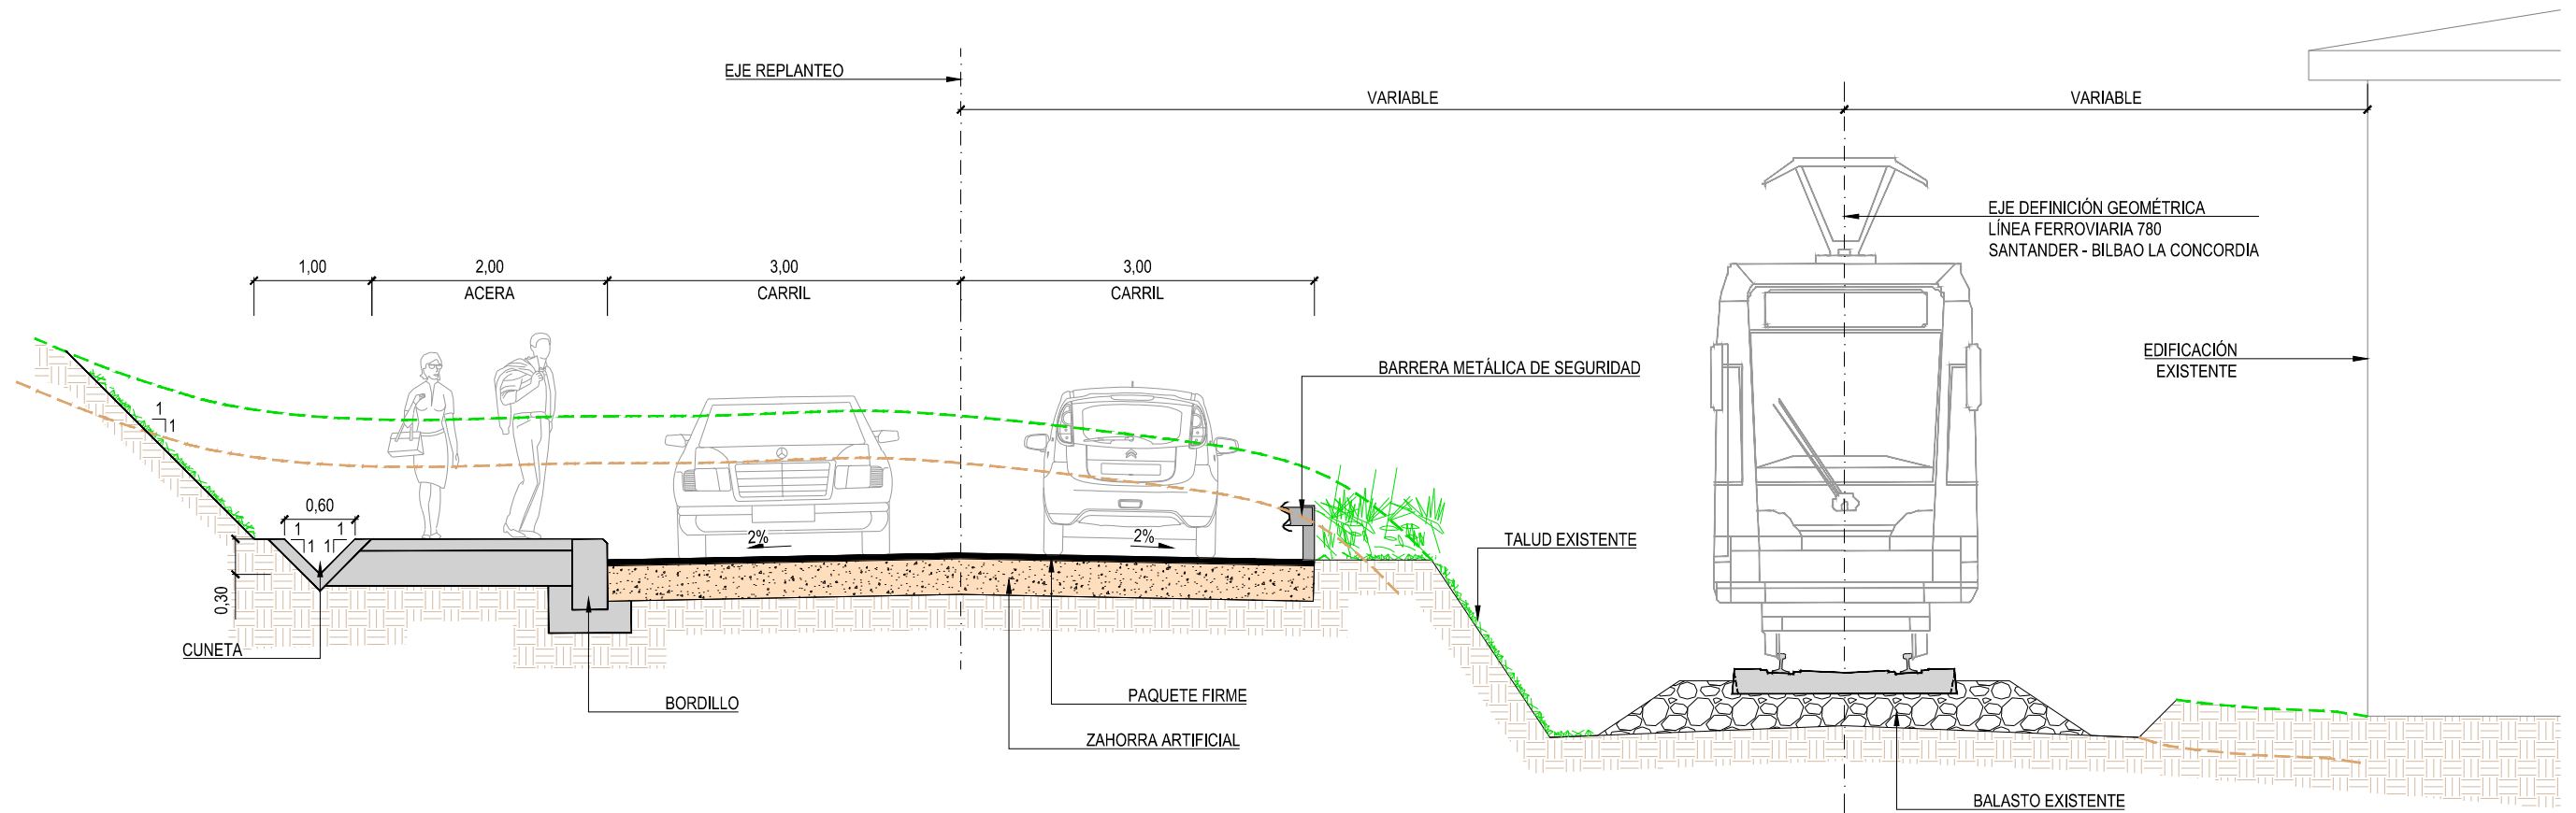 EJE REPLANTEO
VARIABLE
VARIABLE
EJE DEFINICIÓN GEOMÉTRICA
LÍNEA FERROVIARIA 780
SANTANDER - BILBAO LA CONCORDIA
1,00
2,00
3,00
3,00
ACERA
CARRIL
CARRIL
EDIFICACIÓN
EXISTENTE
BARRERA METÁLICA DE SEGURIDAD
1
1
0,60
1
1
1
1
2%
2%
TALUD EXISTENTE
0,30
CUNETA
BORDILLO
PAQUETE FIRME
ZAHORRA ARTIFICIAL
BALASTO EXISTENTE